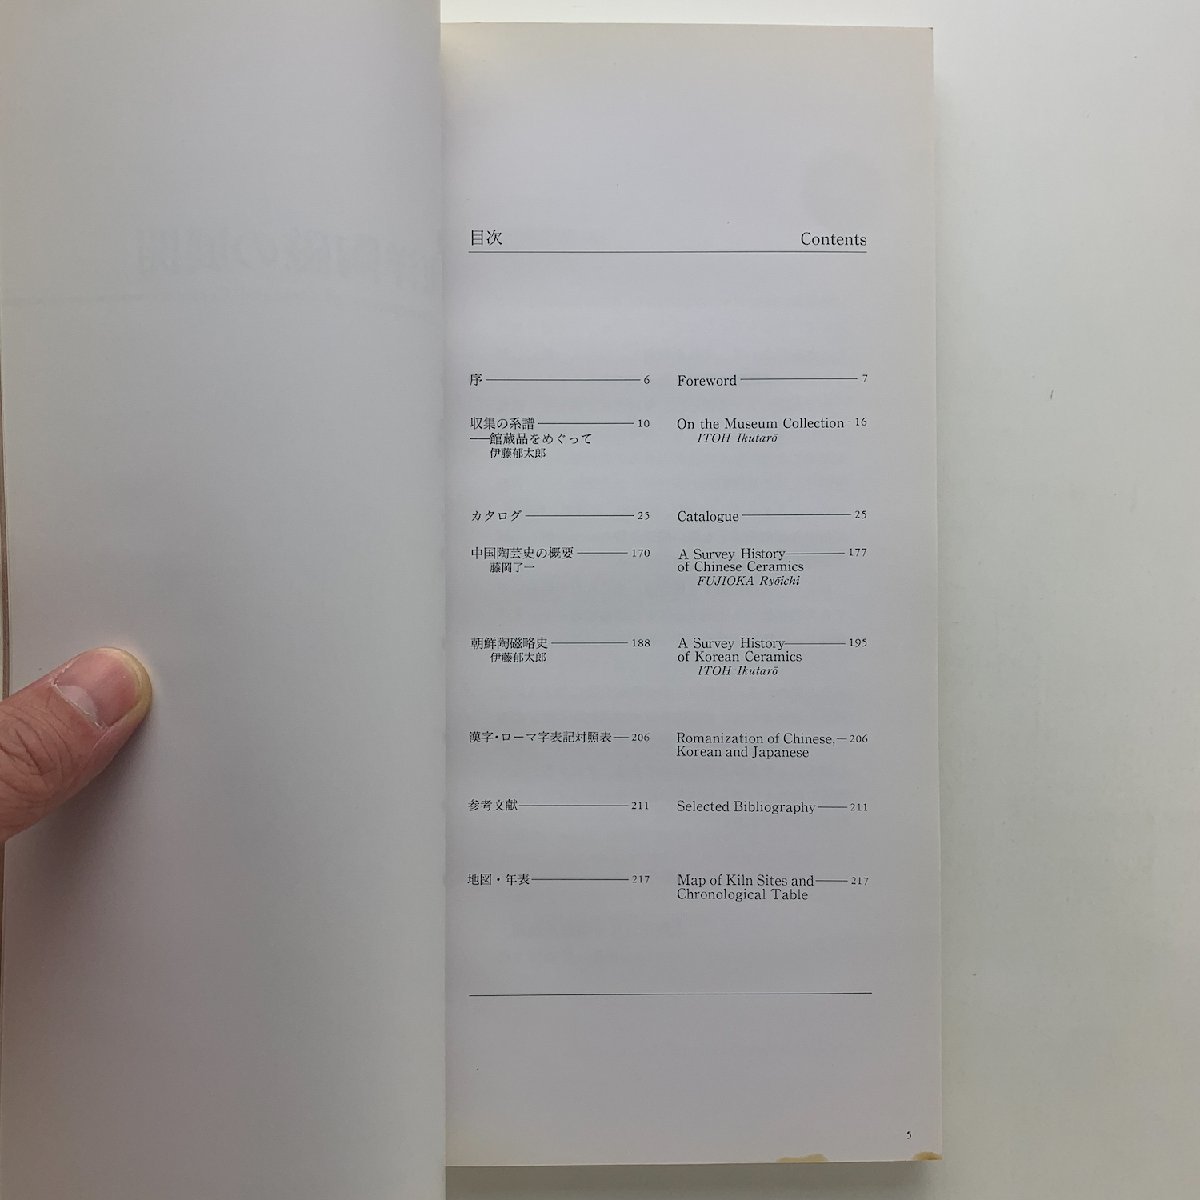 目次 Contents
序 6
収集の系譜 10
──館蔵品をめぐって
伊藤郁太郎
カタログ 25
中国陶芸史の概要 170
藤岡了一
朝鮮陶磁略史 188
伊藤郁太郎
漢字・ローマ字表記対照表 206
参考文献 211
地図・年表 217
Foreword 7
On the Museum Collection 16
ITOH Ikutarō
Catalogue 25
A Survey History 177
of Chinese Ceramics
FUJIOKA Ryōichi
A Survey History 195
of Korean Ceramics
ITOH Ikutarō
Romanization of Chinese, 206
Korean and Japanese
Selected Bibliography 211
Map of Kiln Sites and 217
Chronological Table
5